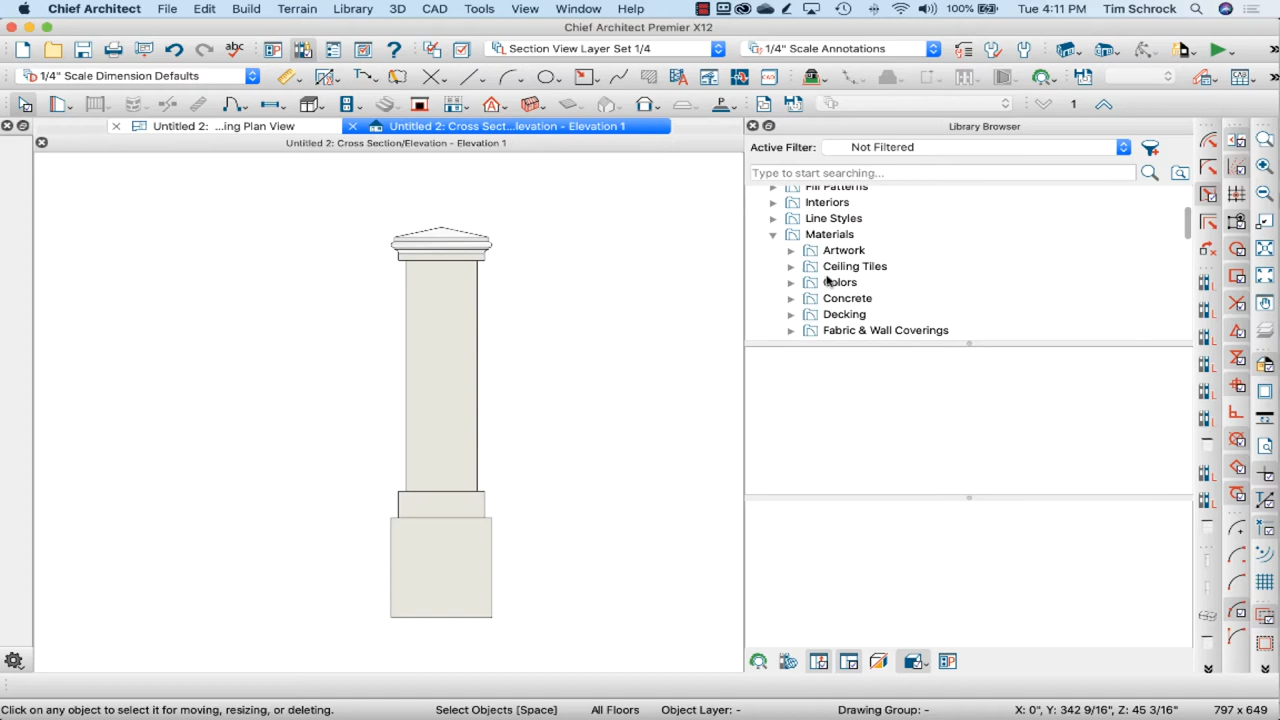 Chief Architect File Edit Build Terrain Library 3D CAD Tools View Window Help 100% Tue 4:11 PM Tim Schrock
Chief Architect Premier X12
Section View Layer Set 1/4" 1/4" Scale Annotations
1/4" Scale Dimension Defaults
1
Untitled 2: ...ing Plan View Untitled 2: Cross Sect...levation - Elevation 1
Untitled 2: Cross Section/Elevation - Elevation 1
Library Browser
Active Filter: Not Filtered
Type to start searching...
Fill Patterns
Interiors
Line Styles
Materials
Artwork
Ceiling Tiles
Colors
Concrete
Decking
Fabric & Wall Coverings
Click on any object to select it for moving, resizing, or deleting. Select Objects [Space] All Floors Object Layer: - Drawing Group: - X: 0", Y: 342 9/16", Z: 45 3/16" 797 x 649